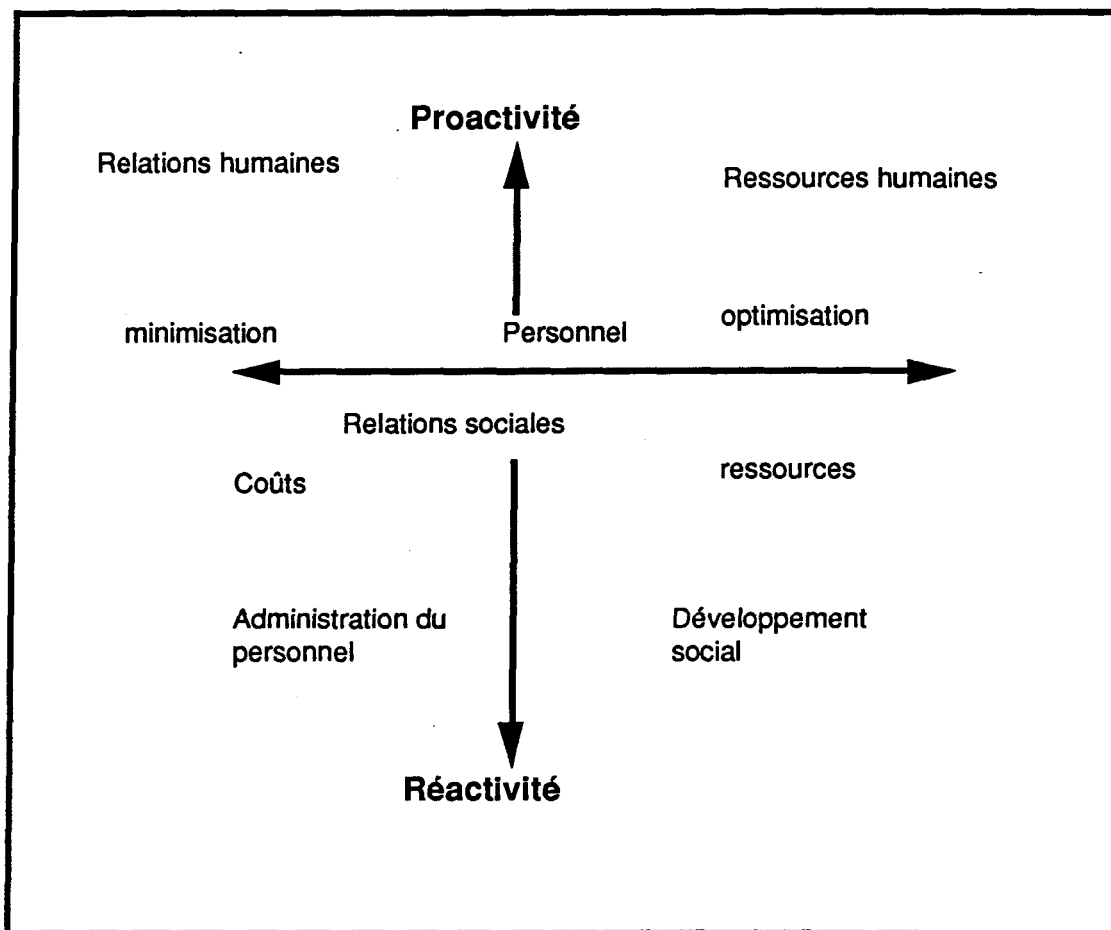 Proactivité
Relations humaines
Ressources humaines
minimisation
Personnel
optimisation
Relations sociales
Coûts
ressources
Administration du
personnel
Développement
social
Réactivité